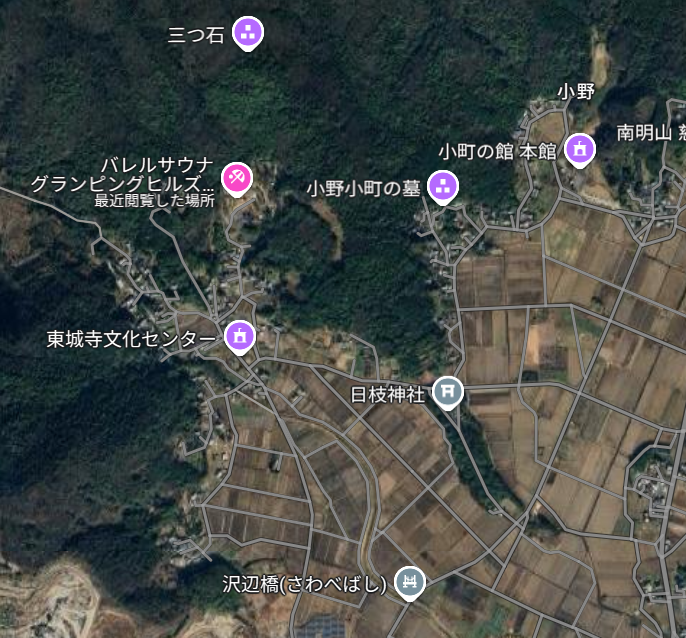 三つ石
小野
小町の館 本館
南明山
バレルサウナ
グランピングヒルズ...
最近閲覧した場所
小野小町の墓
東城寺文化センター
日枝神社
沢辺橋(さわべばし)